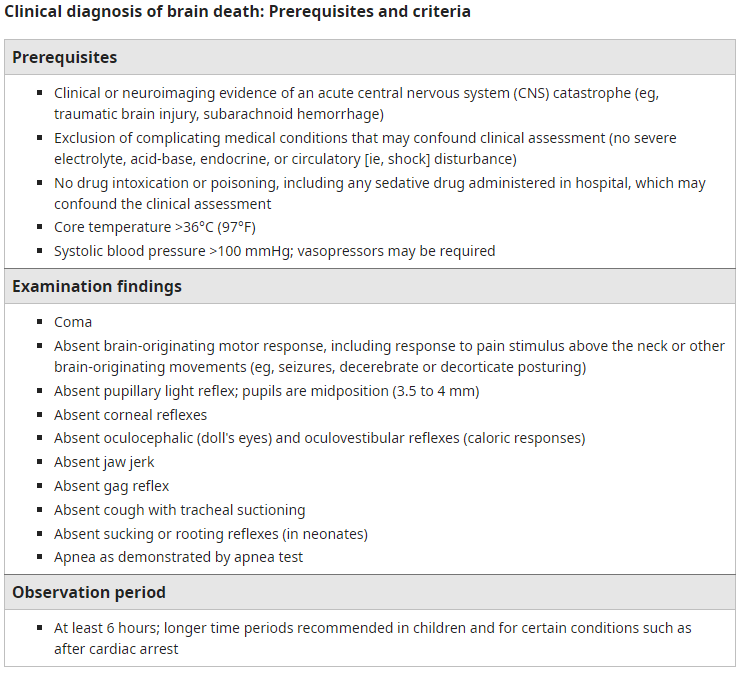 Clinical diagnosis of brain death: Prerequisites and criteria
Prerequisites
▪ Clinical or neuroimaging evidence of an acute central nervous system (CNS) catastrophe (eg,
traumatic brain injury, subarachnoid hemorrhage)
▪ Exclusion of complicating medical conditions that may confound clinical assessment (no severe
electrolyte, acid-base, endocrine, or circulatory [ie, shock] disturbance)
▪ No drug intoxication or poisoning, including any sedative drug administered in hospital, which may
confound the clinical assessment
▪ Core temperature >36°C (97°F)
▪ Systolic blood pressure >100 mmHg; vasopressors may be required
Examination findings
▪ Coma
▪ Absent brain-originating motor response, including response to pain stimulus above the neck or other
brain-originating movements (eg, seizures, decerebrate or decorticate posturing)
▪ Absent pupillary light reflex; pupils are midposition (3.5 to 4 mm)
▪ Absent corneal reflexes
▪ Absent oculocephalic (doll's eyes) and oculovestibular reflexes (caloric responses)
▪ Absent jaw jerk
▪ Absent gag reflex
▪ Absent cough with tracheal suctioning
▪ Absent sucking or rooting reflexes (in neonates)
▪ Apnea as demonstrated by apnea test
Observation period
▪ At least 6 hours; longer time periods recommended in children and for certain conditions such as
after cardiac arrest